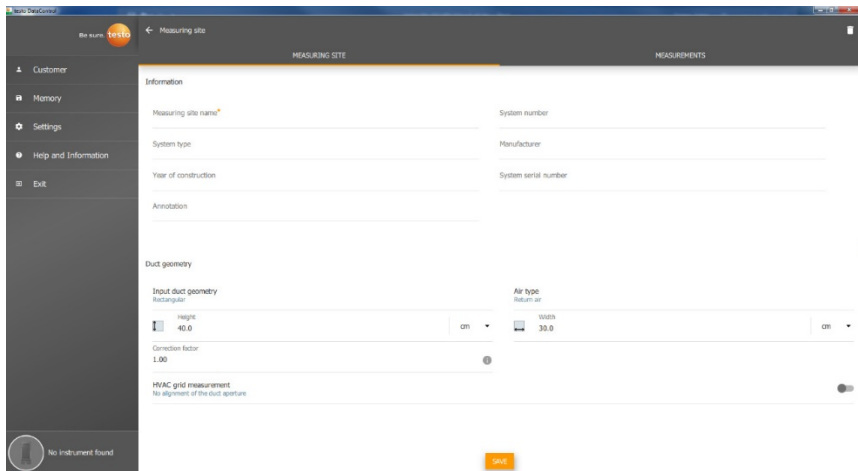 testo DataControl
Be sure. testo
← Measuring site
MEASURING SITE
MEASUREMENTS
Customer
Memory
Settings
Help and Information
Exit
Information
Measuring site name*
System number
System type
Manufacturer
Year of construction
System serial number
Annotation
Duct geometry
Input duct geometry
Rectangular
Air type
Return air
Height
40.0
cm
Width
30.0
cm
Correction factor
1.00
HVAC grid measurement
No alignment of the duct aperture
No instrument found
SAVE